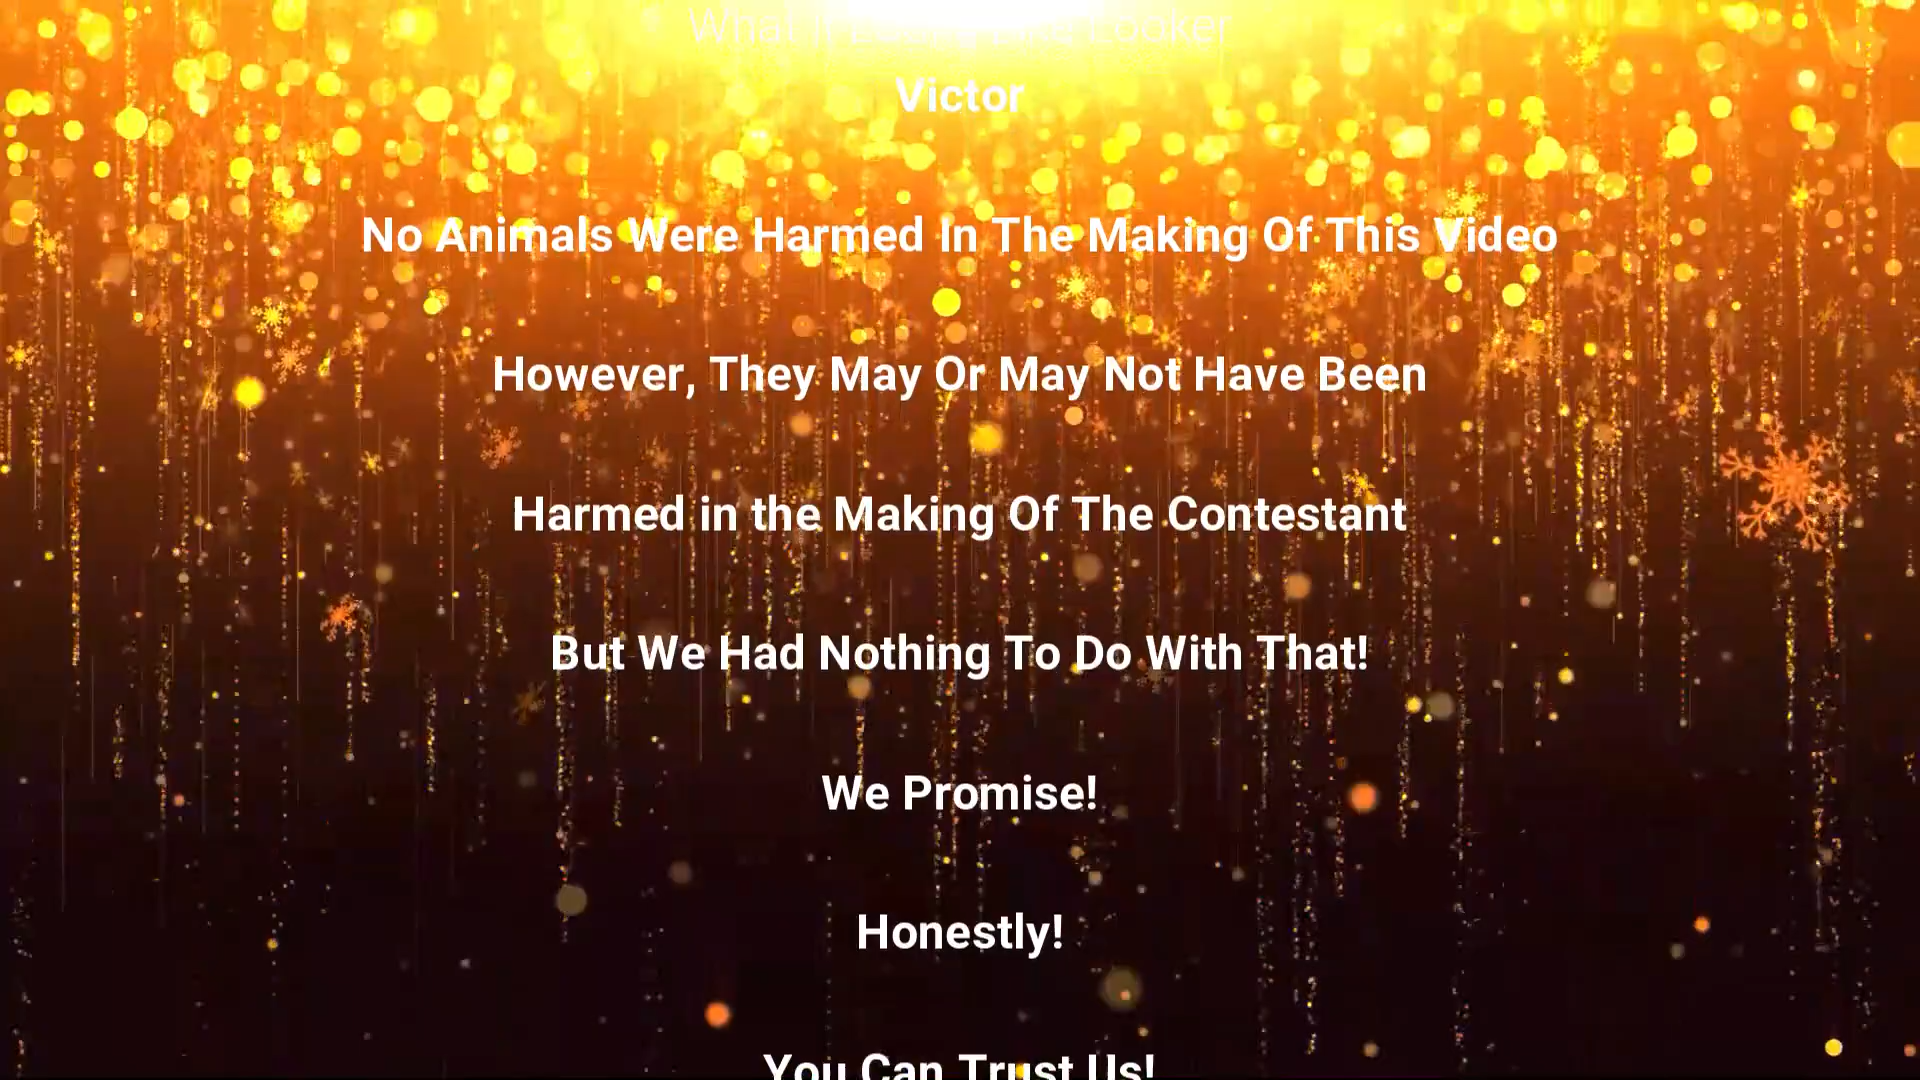 What Looker
Victor
No Animals Were Harmed In The Making Of This Video
However, They May Or May Not Have Been
Harmed in the Making Of The Contestant
But We Had Nothing To Do With That!
We Promise!
Honestly!
You Can Trust Us!